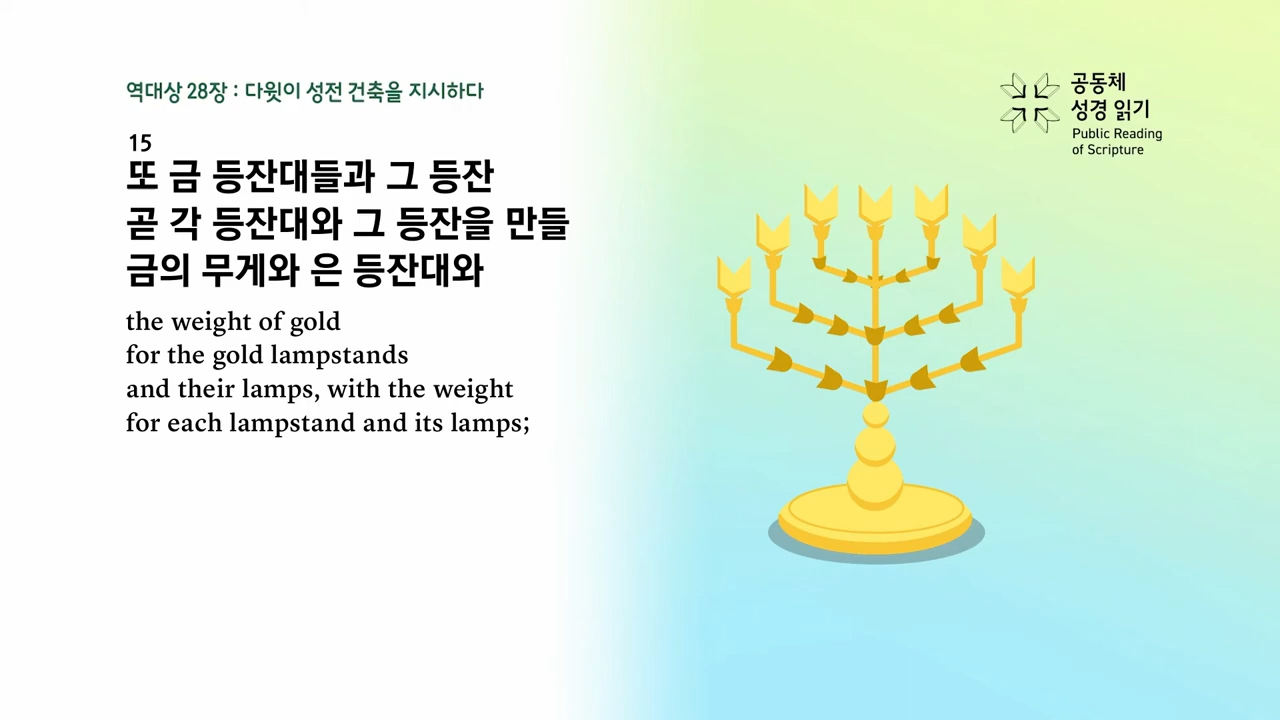 역대상 28장 : 다윗이 성전 건축을 지시하다
15
또 금 등잔대들과 그 등잔
곧 각 등잔대와 그 등잔을 만들
금의 무게와 은 등잔대와
the weight of gold
for the gold lampstands
and their lamps, with the weight
for each lampstand and its lamps;
공동체
성경 읽기
Public Reading
of Scripture